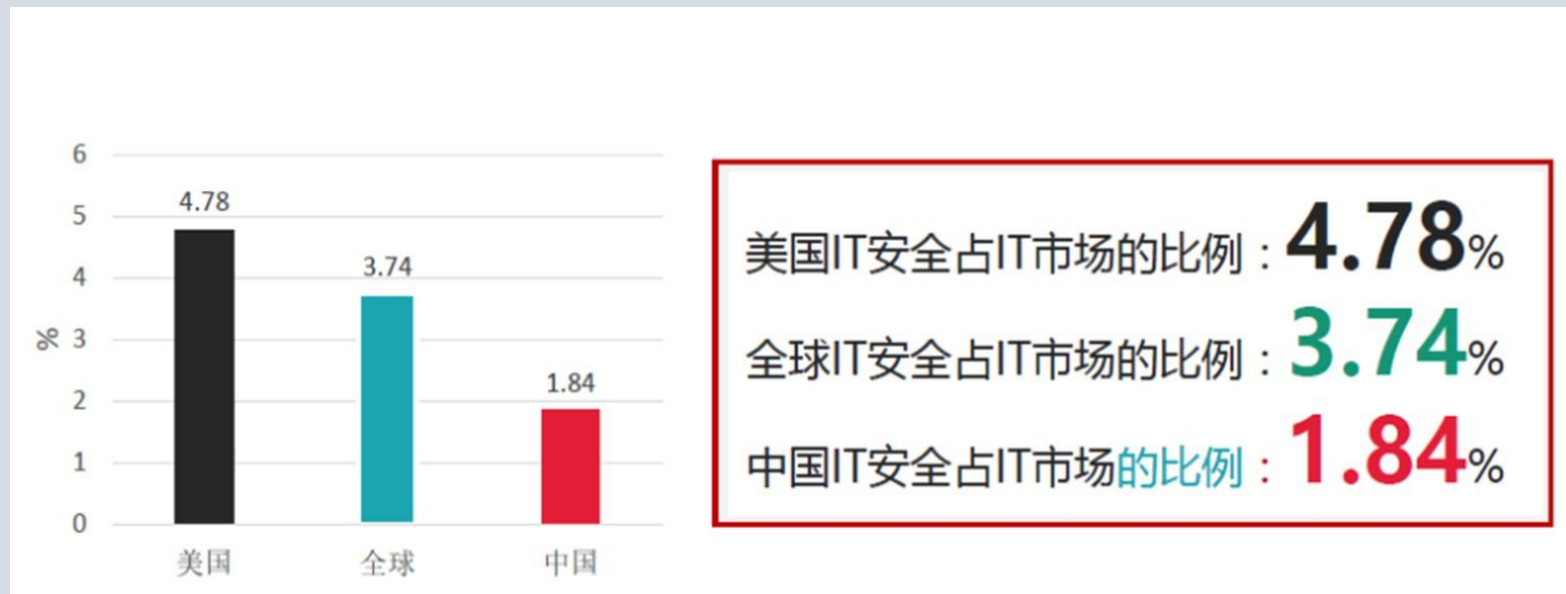 6
5
4
3
2
1
0
%
4.78
3.74
1.84
美国
全球
中国
美国IT安全占IT市场的比例：4.78%
全球IT安全占IT市场的比例：3.74%
中国IT安全占IT市场的比例：1.84%